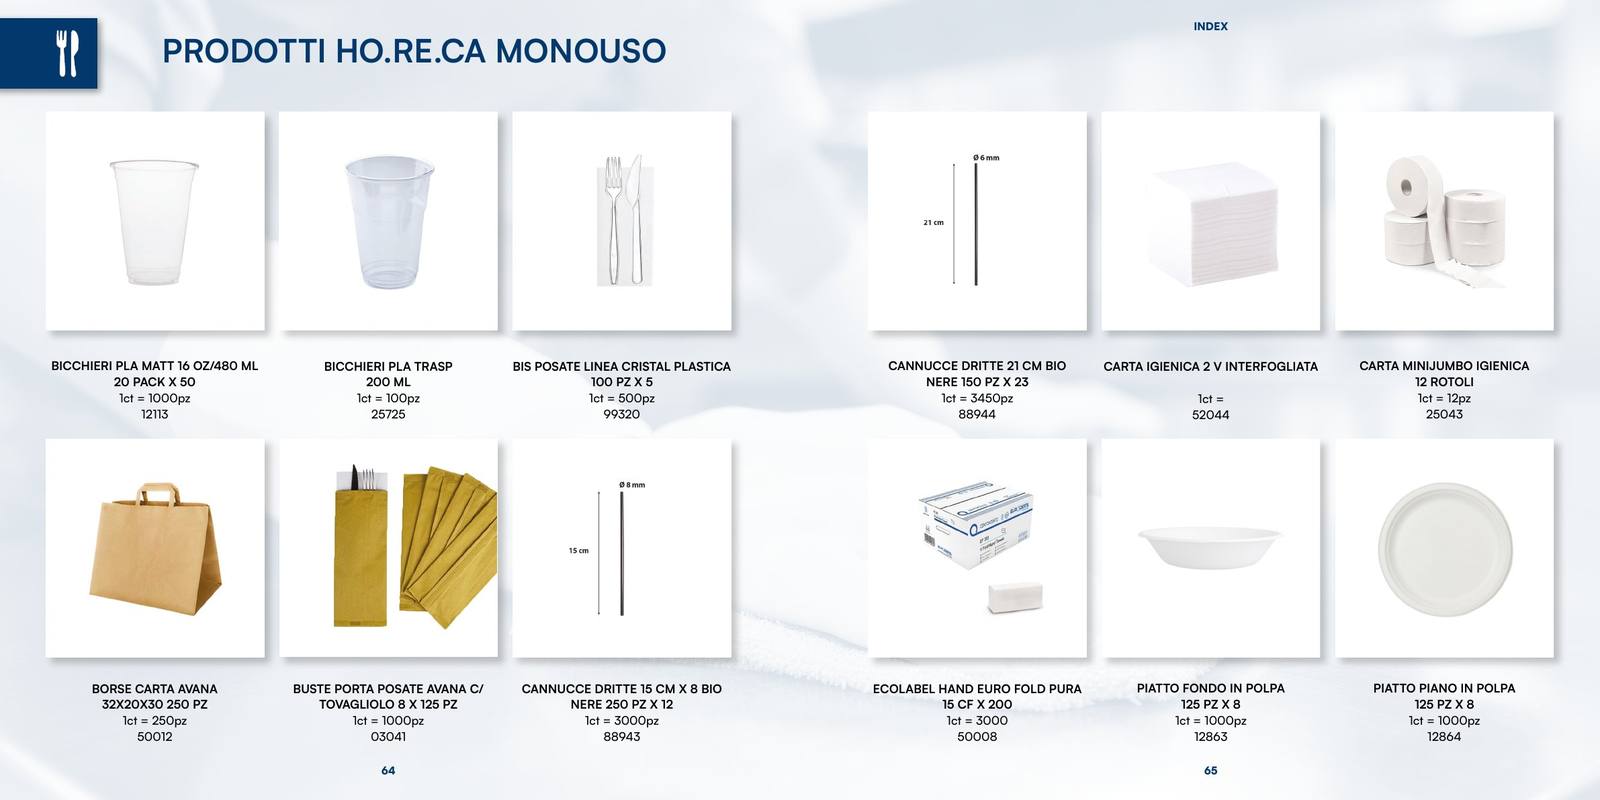 PRODOTTI HO.RE.CA MONOUSO
INDEX
BICCHIERI PLA MATT 16 OZ/480 ML
20 PACK X 50
1ct = 1000pz
12113
BICCHIERI PLA TRASP
200 ML
1ct = 100pz
25725
BIS POSATE LINEA CRISTAL PLASTICA
100 PZ X 5
1ct = 500pz
99320
Ø 6 mm
21 cm
CANNUCCE DRITTE 21 CM BIO
NERE 150 PZ X 23
1ct = 3450pz
88944
CARTA IGIENICA 2 V INTERFOGLIATA
1ct =
52044
CARTA MINIJUMBO IGIENICA
12 ROTOLI
1ct = 12pz
25043
BORSE CARTA AVANA
32X20X30 250 PZ
1ct = 250pz
50012
BUSTE PORTA POSATE AVANA C/
TOVAGLIOLO 8 X 125 PZ
1ct = 1000pz
03041
Ø 8 mm
15 cm
CANNUCCE DRITTE 15 CM X 8 BIO
NERE 250 PZ X 12
1ct = 3000pz
88943
ECOLABEL HAND EURO FOLD PURA
15 CF X 200
1ct = 3000
50008
PIATTO FONDO IN POLPA
125 PZ X 8
1ct = 1000pz
12863
PIATTO PIANO IN POLPA
125 PZ X 8
1ct = 1000pz
12864
64
65